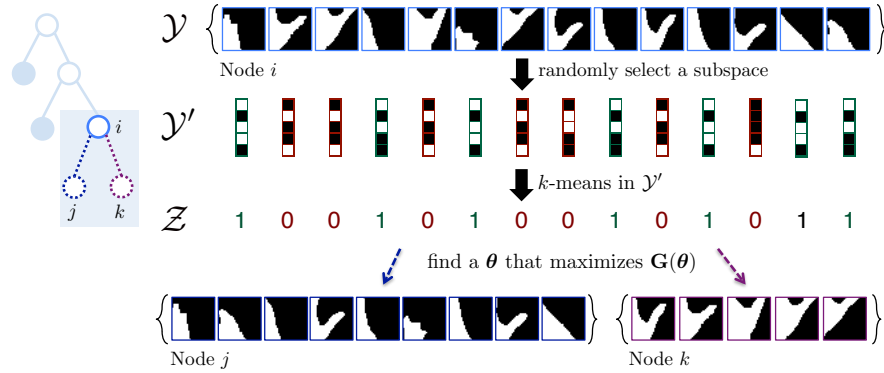 𝒴
Node i
randomly select a subspace
i
𝒴′
j k
k-means in 𝒴′
𝒵 1 0 0 1 0 1 0 0 1 0 1 0 1 1
find a θ that maximizes G(θ)
Node j
Node k